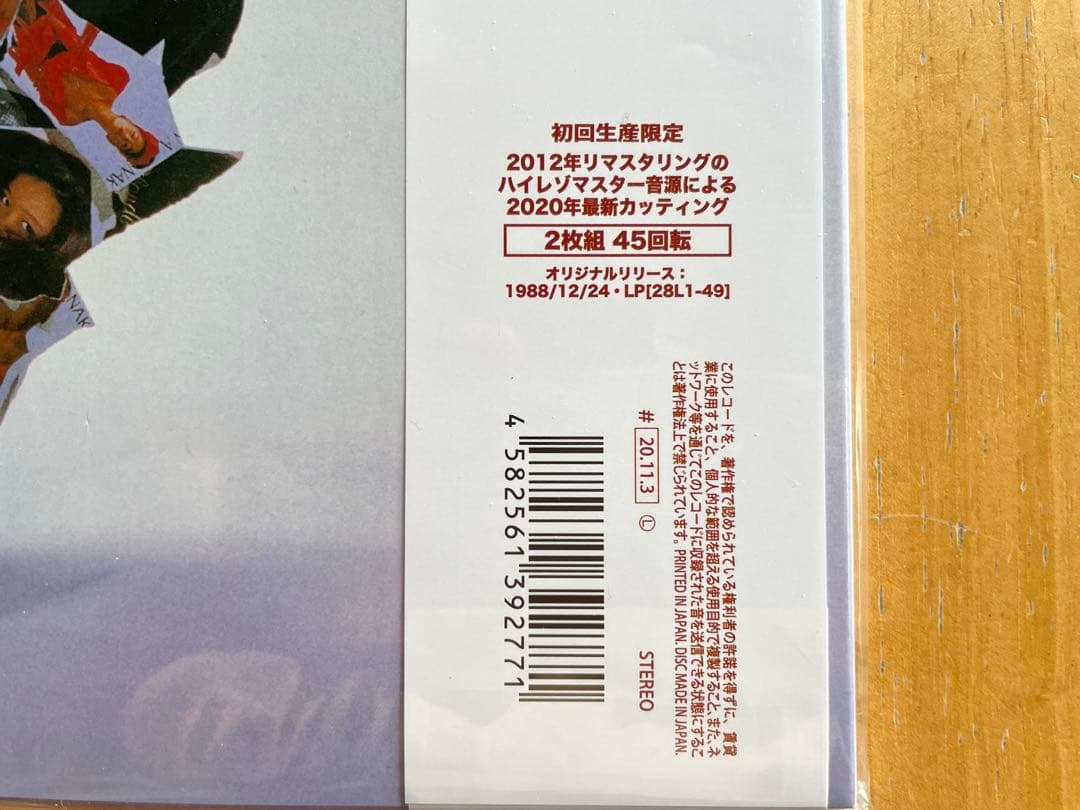 初回生産限定
2012年リマスタリングの
ハイレゾマスター音源による
2020年最新カッティング
2枚組 45回転
オリジナルリリース：
1988/12/24・LP[28L1-49]
このレコードを、著作権で認められている権利者の許諾を得ずに、賃貸
業に使用すること、個人的な範囲を超える使用目的で複製すること、また、ネ
ットワーク等を通じてこのレコードに収録された音を送信できる状態にするこ
とは著作権法上で禁じられています。PRINTED IN JAPAN. DISC MADE IN JAPAN.
# 20.11.3 Ⓛ STEREO
4 582561 392771
NAK
NAK